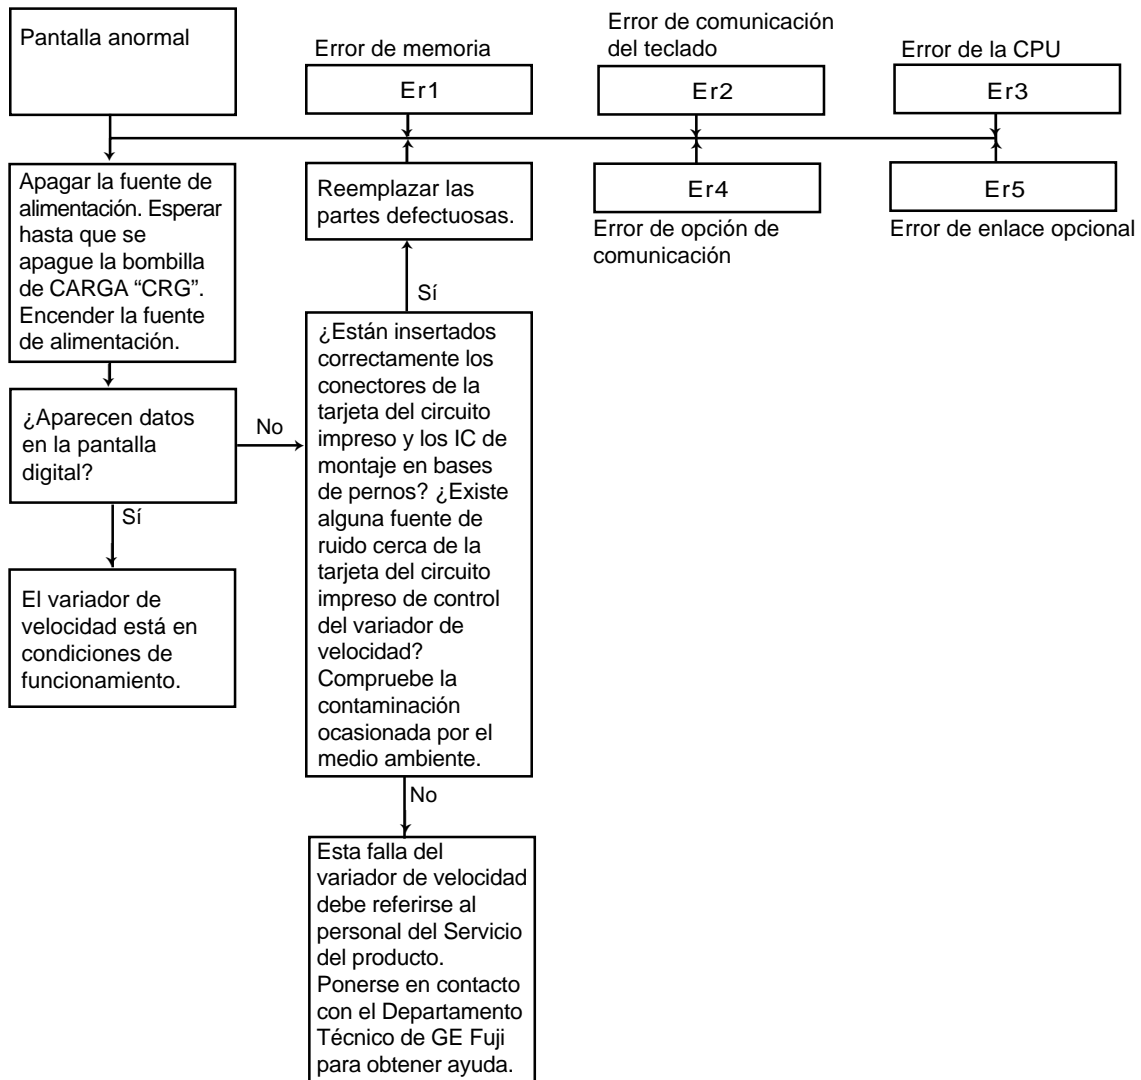 Pantalla anormal
Error de memoria
Er1
Error de comunicación
del teclado
Er2
Error de la CPU
Er3
Apagar la fuente de
alimentación. Esperar
hasta que se
apague la bombilla
de CARGA “CRG”.
Encender la fuente
de alimentación.
Reemplazar las
partes defectuosas.
Er4
Error de opción de
comunicación
Er5
Error de enlace opcional
Sí
¿Aparecen datos
en la pantalla
digital?
No
¿Están insertados
correctamente los
conectores de la
tarjeta del circuito
impreso y los IC de
montaje en bases
de pernos? ¿Existe
alguna fuente de
ruido cerca de la
tarjeta del circuito
impreso de control
del variador de
velocidad?
Compruebe la
contaminación
ocasionada por el
medio ambiente.
Sí
El variador de
velocidad está en
condiciones de
funcionamiento.
No
Esta falla del
variador de velocidad
debe referirse al
personal del Servicio
del producto.
Ponerse en contacto
con el Departamento
Técnico de GE Fuji
para obtener ayuda.